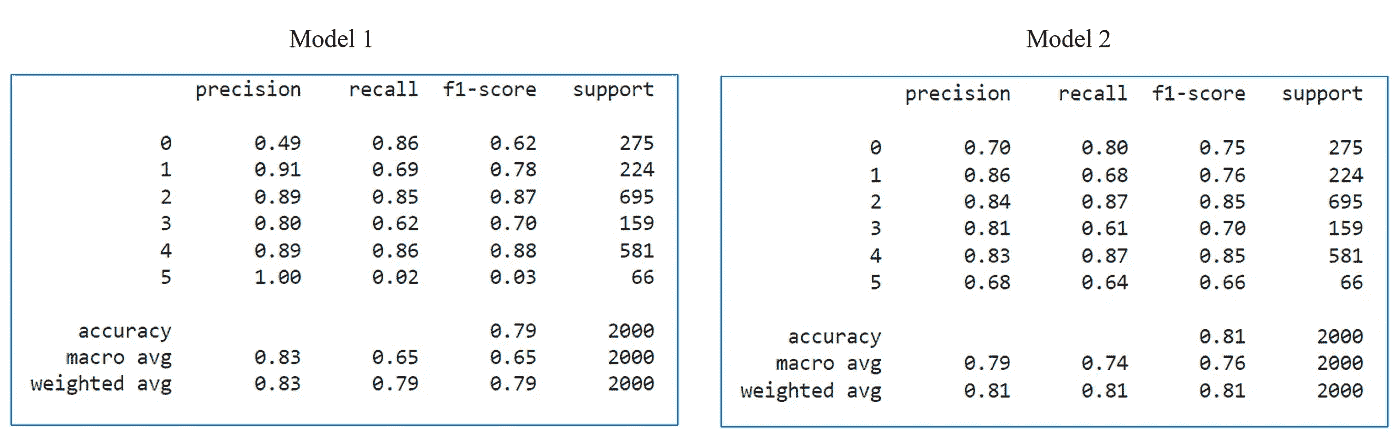 Model 1
precision recall f1-score support
0 0.49 0.86 0.62 275
1 0.91 0.69 0.78 224
2 0.89 0.85 0.87 695
3 0.80 0.62 0.70 159
4 0.89 0.86 0.88 581
5 1.00 0.02 0.03 66
accuracy 0.79 2000
macro avg 0.83 0.65 0.65 2000
weighted avg 0.83 0.79 0.79 2000
Model 2
precision recall f1-score support
0 0.70 0.80 0.75 275
1 0.86 0.68 0.76 224
2 0.84 0.87 0.85 695
3 0.81 0.61 0.70 159
4 0.83 0.87 0.85 581
5 0.68 0.64 0.66 66
accuracy 0.81 2000
macro avg 0.79 0.74 0.76 2000
weighted avg 0.81 0.81 0.81 2000